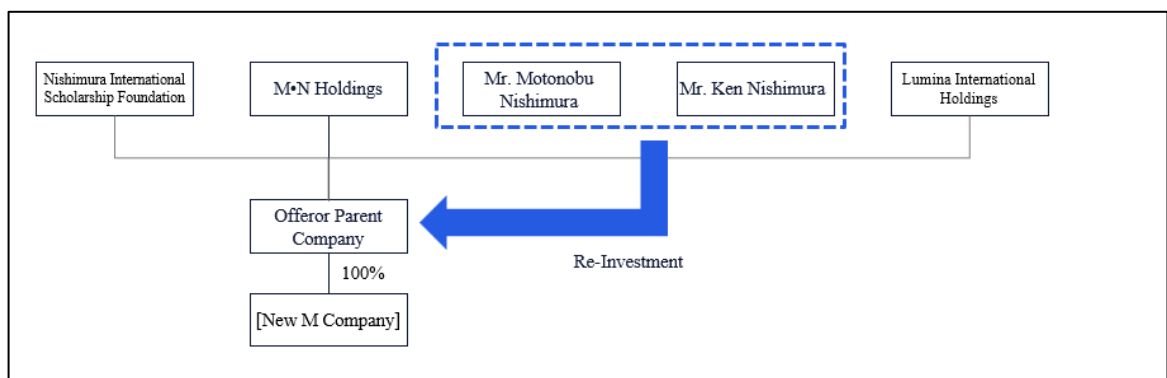 Nishimura International
Scholarship Foundation
M•N Holdings
Mr. Motonobu
Nishimura
Mr. Ken Nishimura
Lumina International
Holdings
Offeror Parent
Company
Re-Investment
100%
[New M Company]